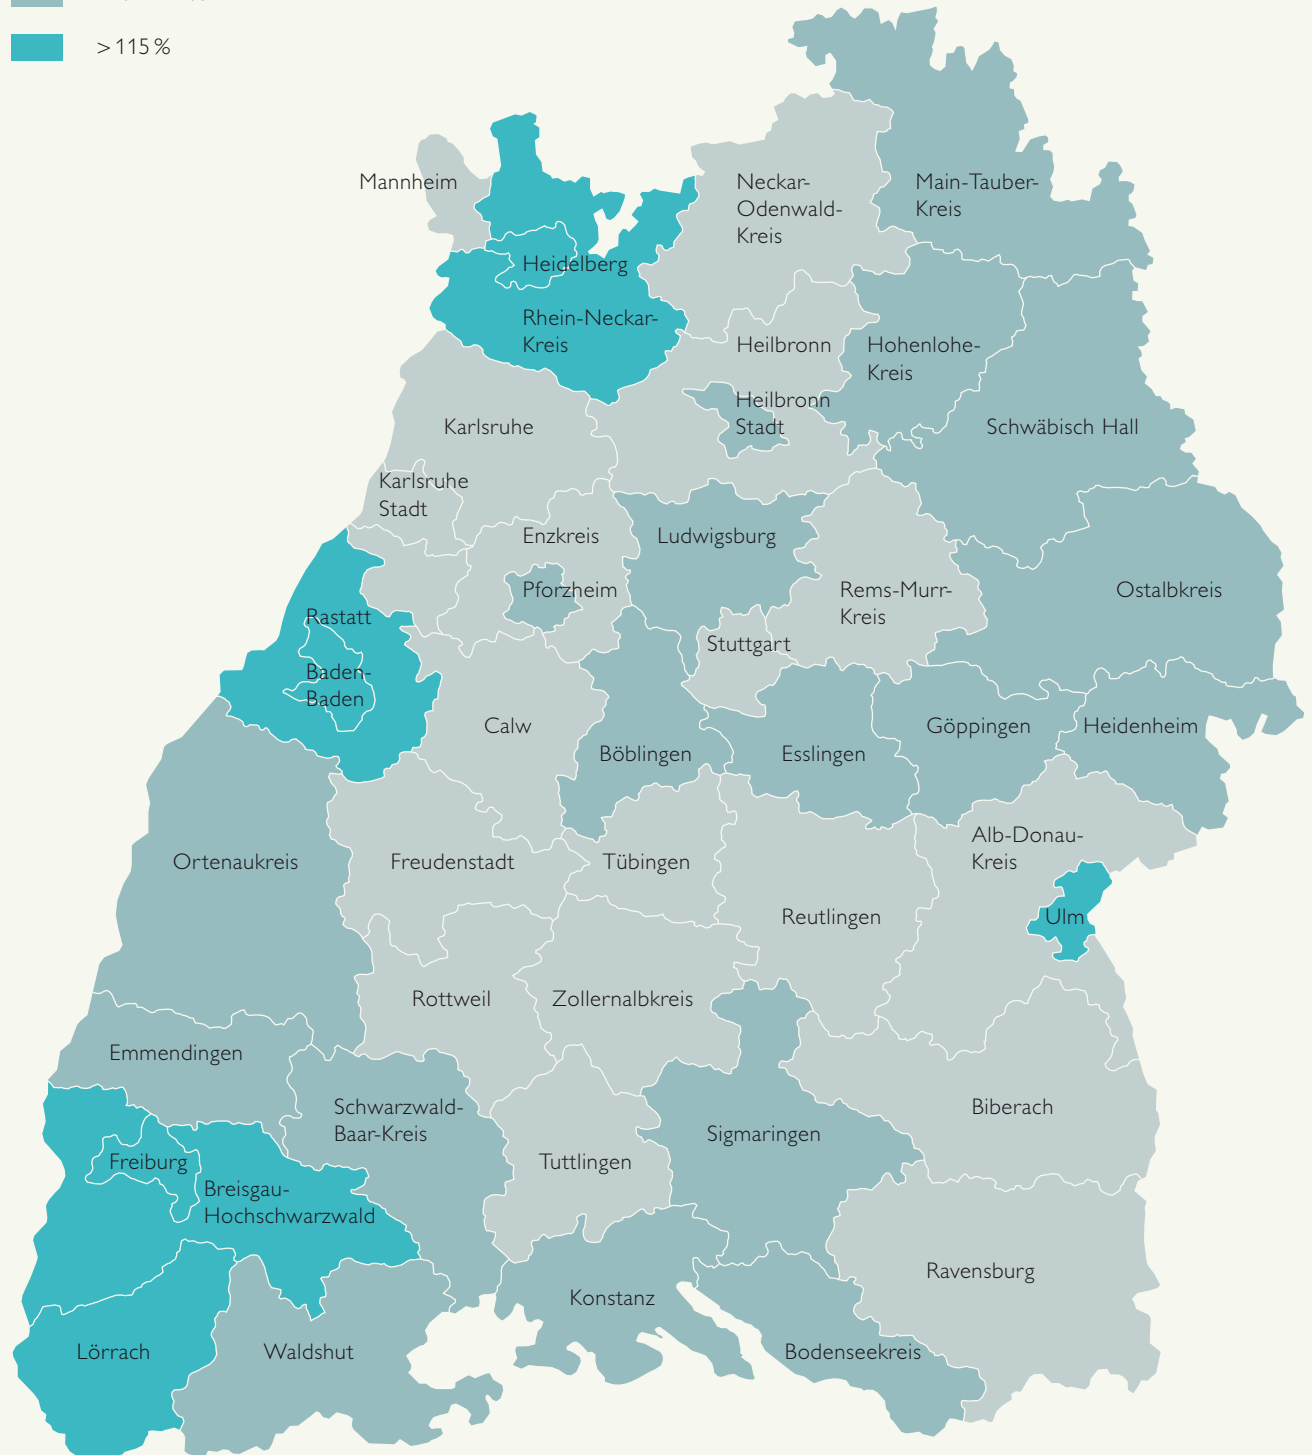 > 115 %
Mannheim
Neckar-
Odenwald-
Kreis
Main-Tauber-
Kreis
Heidelberg
Rhein-Neckar-
Kreis
Heilbronn
Hohenlohe-
Kreis
Heilbronn
Stadt
Karlsruhe
Schwäbisch Hall
Karlsruhe
Stadt
Enzkreis
Ludwigsburg
Pforzheim
Rems-Murr-
Kreis
Ostalbkreis
Rastatt
Stuttgart
Baden-
Baden
Calw
Böblingen
Esslingen
Göppingen
Heidenheim
Alb-Donau-
Kreis
Ortenaukreis
Freudenstadt
Tübingen
Reutlingen
Ulm
Rottweil
Zollernalbkreis
Emmendingen
Schwarzwald-
Baar-Kreis
Biberach
Sigmaringen
Tuttlingen
Freiburg
Breisgau-
Hochschwarzwald
Ravensburg
Konstanz
Lörrach
Waldshut
Bodenseekreis